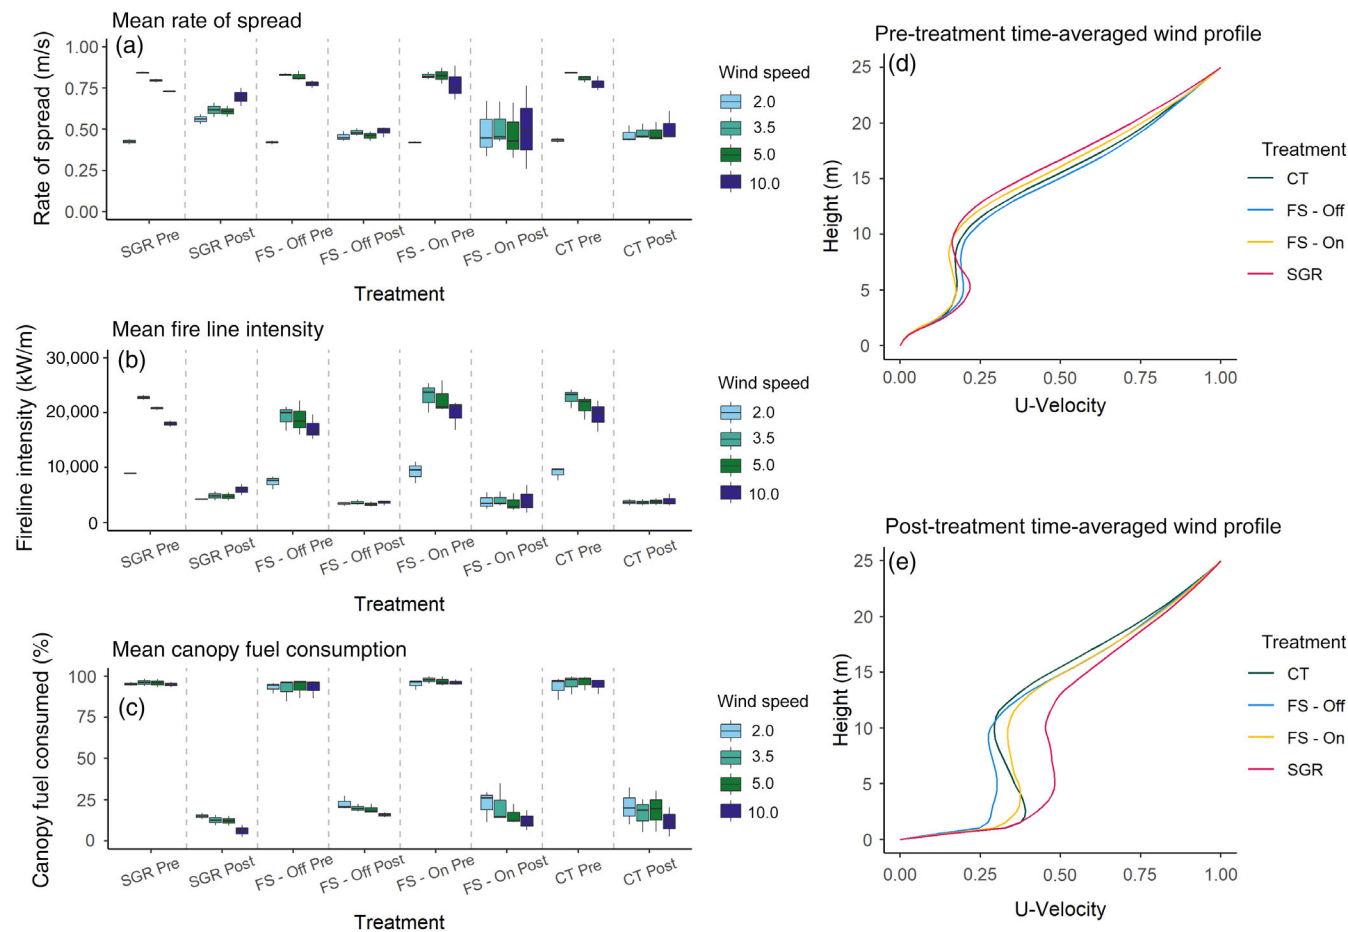 Mean rate of spread
(a)
Rate of spread (m/s)
1.00
0.75
0.50
0.25
0.00
SGR Pre
SGR Post
FS - Off Pre
FS - Off Post
FS - On Pre
FS - On Post
CT Pre
CT Post
Treatment
Wind speed
2.0
3.5
5.0
10.0
Mean fire line intensity
(b)
Fireline intensity (kW/m)
30,000
20,000
10,000
0
SGR Pre
SGR Post
FS - Off Pre
FS - Off Post
FS - On Pre
FS - On Post
CT Pre
CT Post
Treatment
Wind speed
2.0
3.5
5.0
10.0
Mean canopy fuel consumption
(c)
Canopy fuel consumed (%)
100
75
50
25
0
SGR Pre
SGR Post
FS - Off Pre
FS - Off Post
FS - On Pre
FS - On Post
CT Pre
CT Post
Treatment
Wind speed
2.0
3.5
5.0
10.0
Pre-treatment time-averaged wind profile
(d)
Height (m)
25
20
15
10
5
0
0.00
0.25
0.50
0.75
1.00
U-Velocity
Treatment
CT
FS - Off
FS - On
SGR
Post-treatment time-averaged wind profile
(e)
Height (m)
25
20
15
10
5
0
0.00
0.25
0.50
0.75
1.00
U-Velocity
Treatment
CT
FS - Off
FS - On
SGR